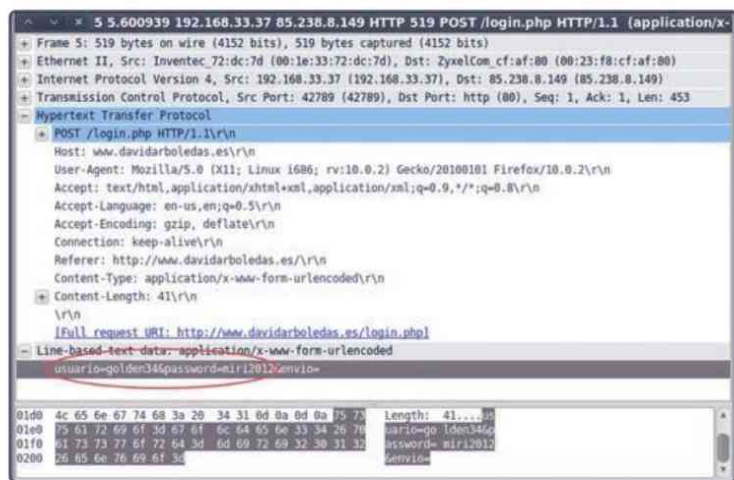 5 5.600939 192.168.33.37 85.238.8.149 HTTP 519 POST /login.php HTTP/1.1 (application/x-
Frame 5: 519 bytes on wire (4152 bits), 519 bytes captured (4152 bits)
Ethernet II, Src: Inventec_72:dc:7d (00:1e:33:72:dc:7d), Dst: ZyxelCom_cf:af:80 (00:23:f8:cf:af:80)
Internet Protocol Version 4, Src: 192.168.33.37 (192.168.33.37), Dst: 85.238.8.149 (85.238.8.149)
Transmission Control Protocol, Src Port: 42789 (42789), Dst Port: http (80), Seq: 1, Ack: 1, Len: 453
Hypertext Transfer Protocol
POST /login.php HTTP/1.1\r\n
Host: www.davidarboledas.es\r\n
User-Agent: Mozilla/5.0 (X11; Linux i686; rv:10.0.2) Gecko/20100101 Firefox/10.0.2\r\n
Accept: text/html,application/xhtml+xml,application/xml;q=0.9,*/*;q=0.8\r\n
Accept-Language: en-us,en;q=0.5\r\n
Accept-Encoding: gzip, deflate\r\n
Connection: keep-alive\r\n
Referer: http://www.davidarboledas.es/\r\n
Content-Type: application/x-www-form-urlencoded\r\n
Content-Length: 41\r\n
\r\n
[Full request URI: http://www.davidarboledas.es/login.php]
Line-based text data: application/x-www-form-urlencoded
usuario=golden34&password=miri2012&envio=
01d0 4c 65 6e 67 74 68 3a 20 34 31 0d 0a 0d 0a 75 73 Length: 41....us
01e0 75 61 72 69 6f 3d 67 6f 6c 64 65 6e 33 34 26 70 uario=go lden34&p
01f0 61 73 73 77 6f 72 64 3d 6d 69 72 69 32 30 31 32 assword= miri2012
0200 26 65 6e 76 69 6f 3d &envio=